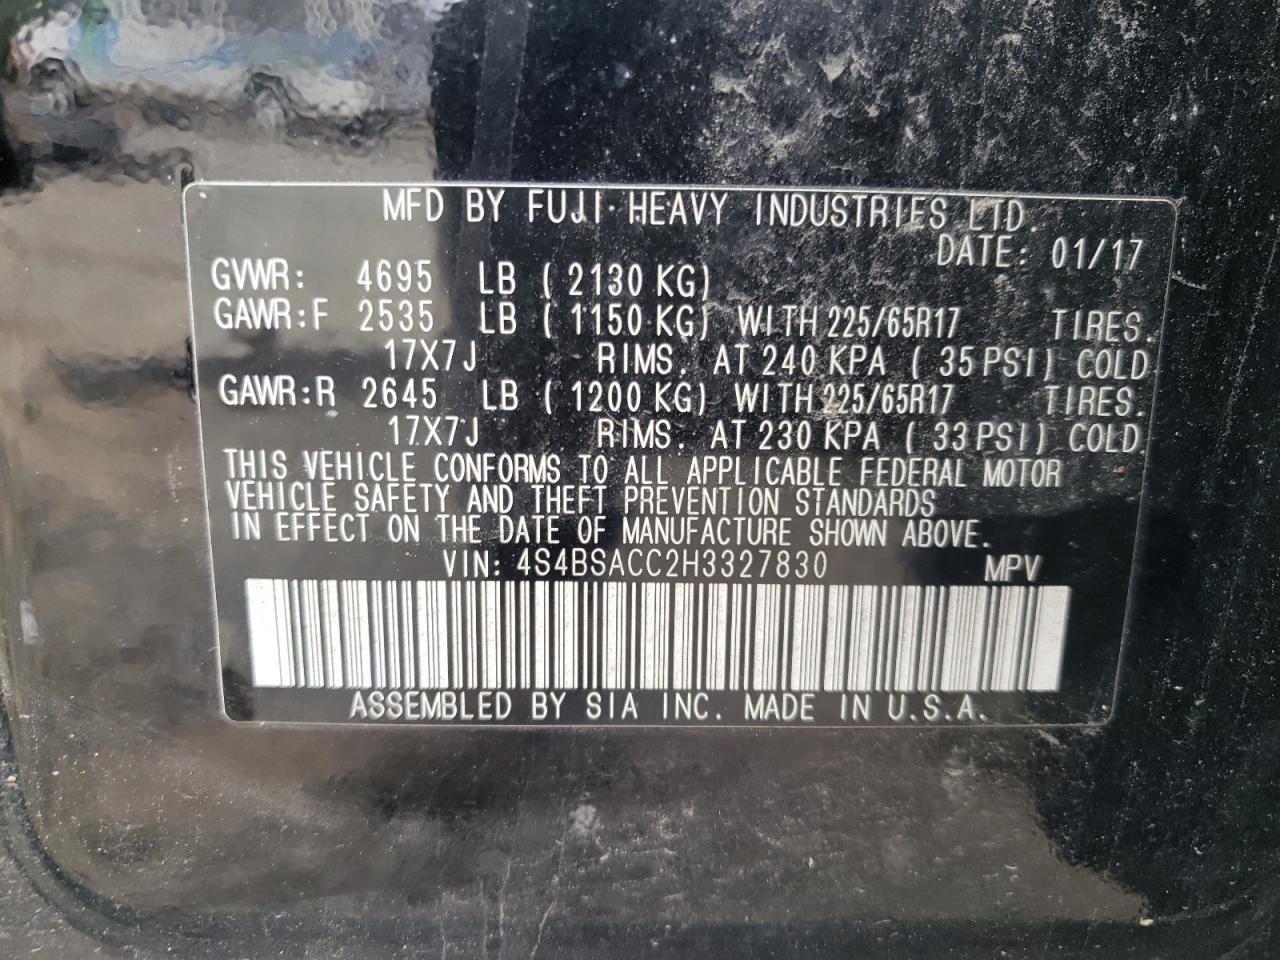 MFD BY FUJI HEAVY INDUSTRIES LTD.
DATE: 01/17
GVWR: 4695 LB ( 2130 KG)
GAWR:F 2535 LB ( 1150 KG) WITH 225/65R17 TIRES.
17X7J RIMS. AT 240 KPA ( 35 PSI) COLD
GAWR:R 2645 LB ( 1200 KG) WITH 225/65R17 TIRES.
17X7J RIMS. AT 230 KPA ( 33 PSI) COLD.
THIS VEHICLE CONFORMS TO ALL APPLICABLE FEDERAL MOTOR
VEHICLE SAFETY AND THEFT PREVENTION STANDARDS
IN EFFECT ON THE DATE OF MANUFACTURE SHOWN ABOVE.
VIN: 4S4BSACC2H3327830 MPV
ASSEMBLED BY SIA INC. MADE IN U.S.A.